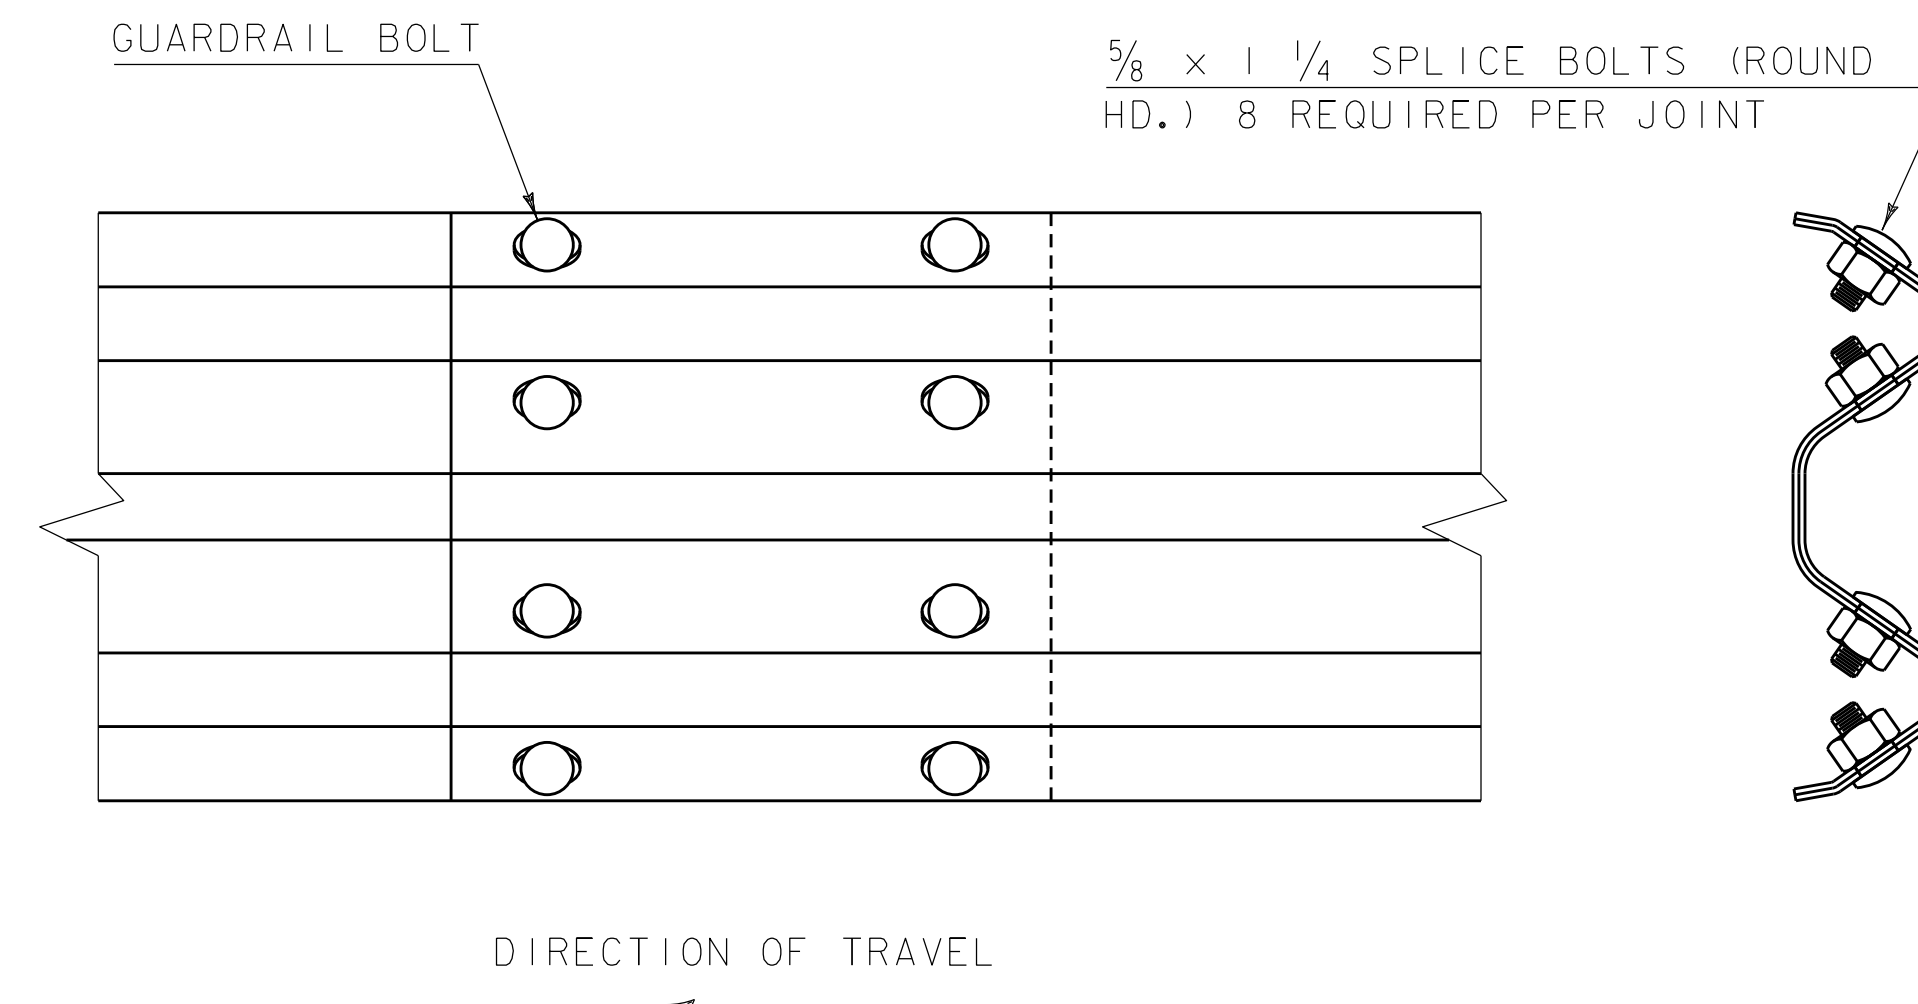 GUARDRAIL BOLT
5/8 x 1 1/4 SPLICE BOLTS (ROUND
HD.) 8 REQUIRED PER JOINT
DIRECTION OF TRAVEL